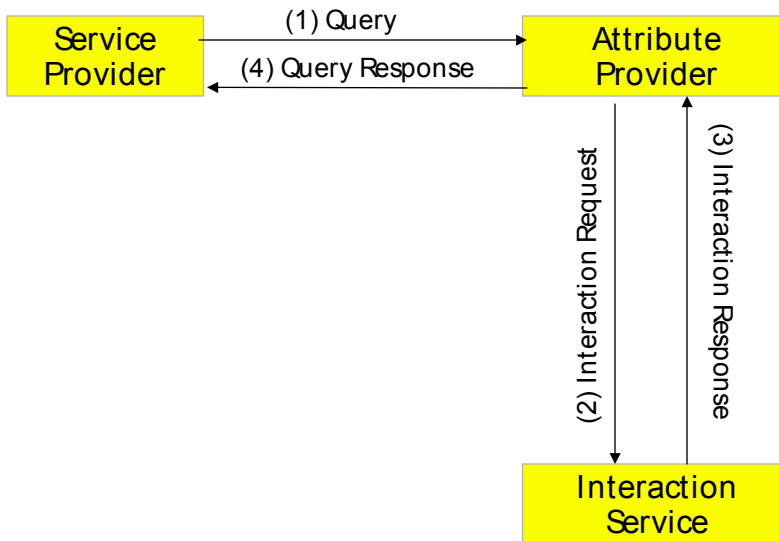 Service
Provider
(1) Query
(4) Query Response
Attribute
Provider
(2) Interaction Request
(3) Interaction Response
Interaction
Service